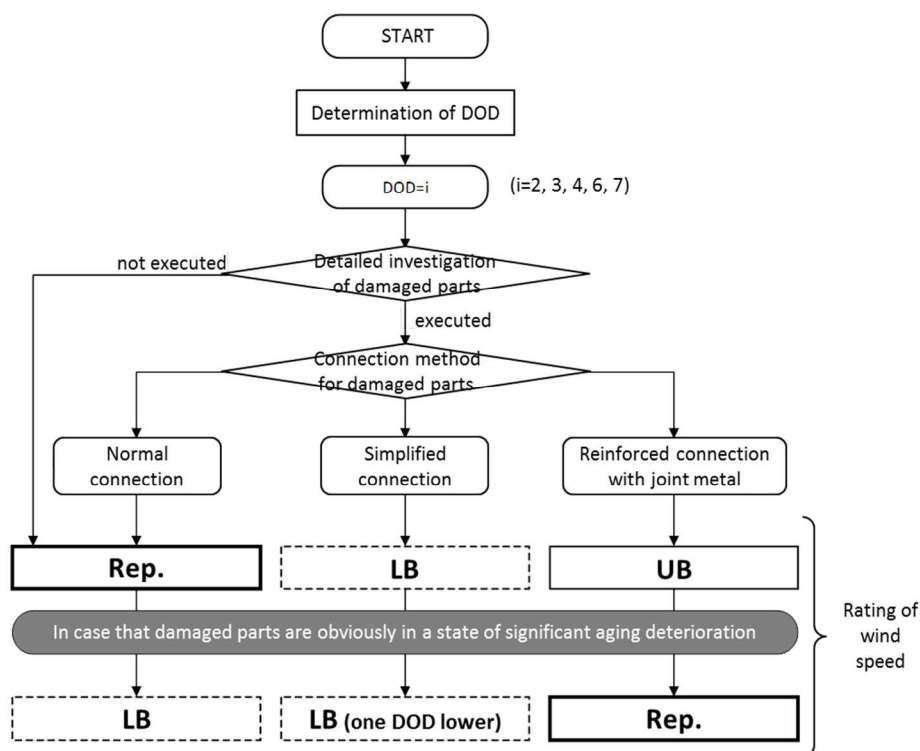 START
Determination of DOD
DOD=i
(i=2, 3, 4, 6, 7)
not executed
Detailed investigation
of damaged parts
executed
Connection method
for damaged parts
Normal
connection
Simplified
connection
Reinforced connection
with joint metal
Rep.
LB
UB
Rating of
wind
speed
In case that damaged parts are obviously in a state of significant aging deterioration
LB
LB (one DOD lower)
Rep.